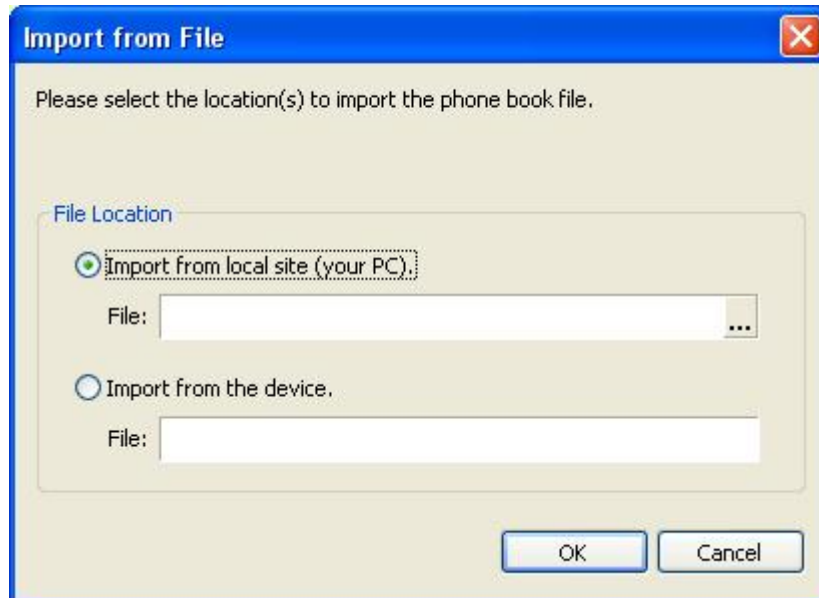 Import from File
Please select the location(s) to import the phone book file.
File Location
Import from local site (your PC).
File:
...
Import from the device.
File:
OK Cancel